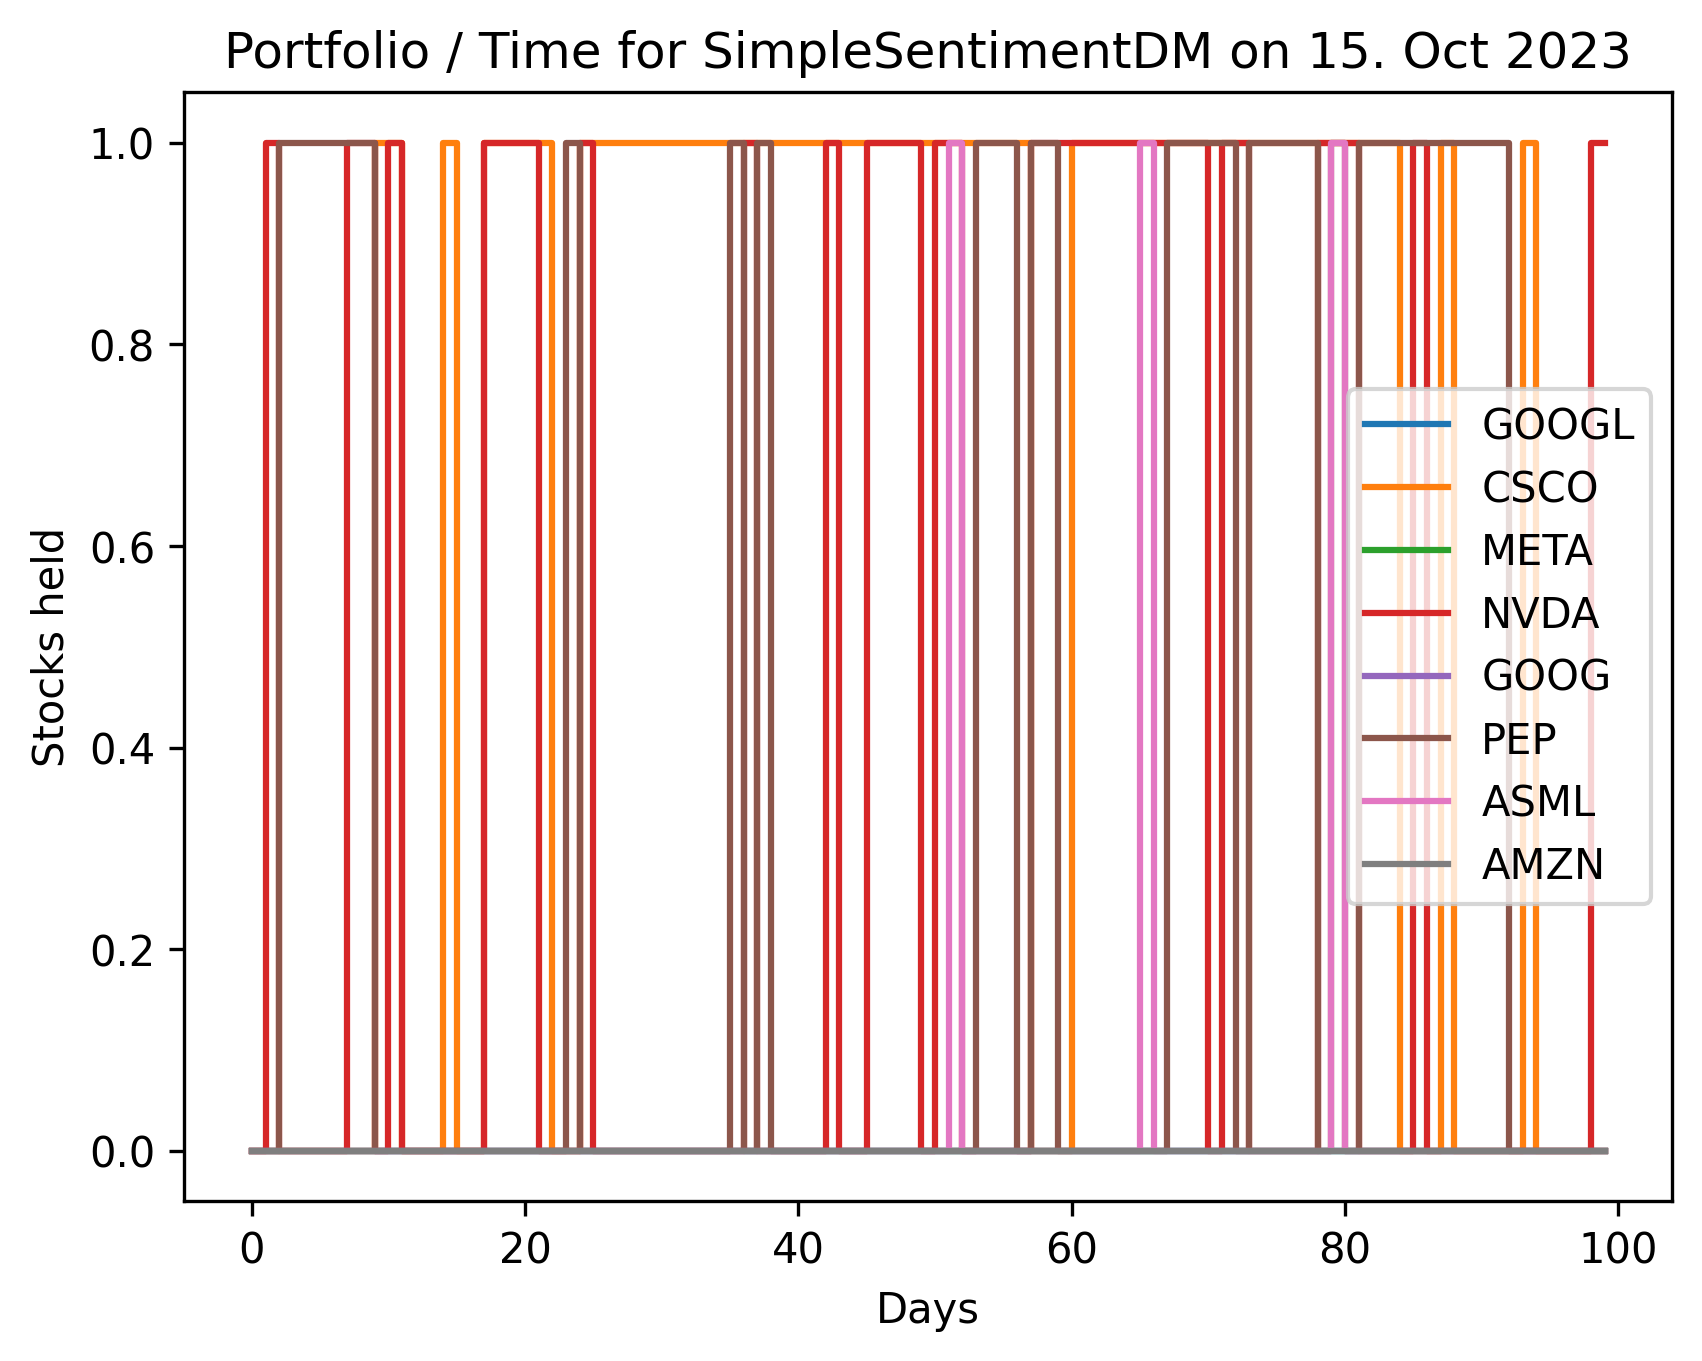 Portfolio / Time for SimpleSentimentDM on 15. Oct 2023
1.0
0.8
0.6
0.4
0.2
0.0
Stocks held
GOOGL
CSCO
META
NVDA
GOOG
PEP
ASML
AMZN
0 20 40 60 80 100
Days